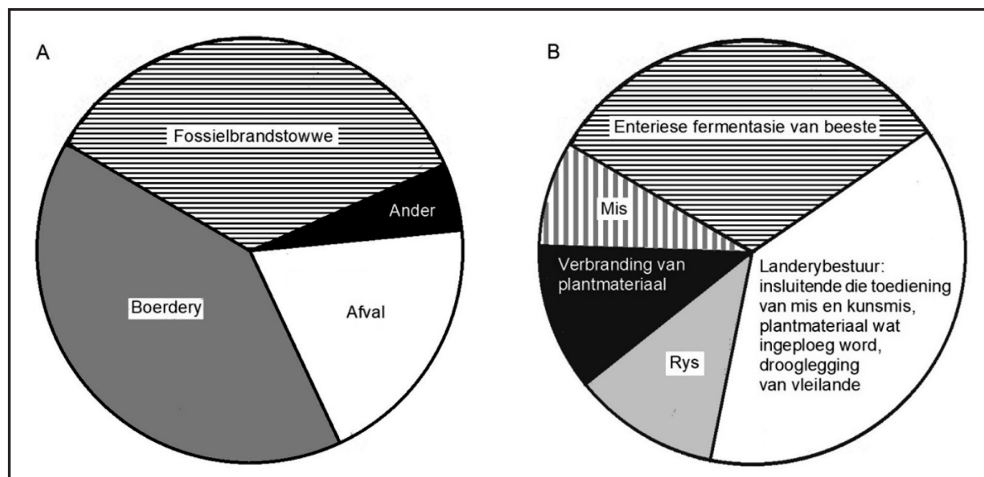 A
Fossielbrandstowwe
Ander
Boerdery
Afval
B
Enteriese fermentasie van beeste
Mis
Verbranding van
plantmateriaal
Rys
Landerybestuur:
insluitende die toediening
van mis en kunsmis,
plantmateriaal wat
ingeploeg word,
drooglegging
van vleilande